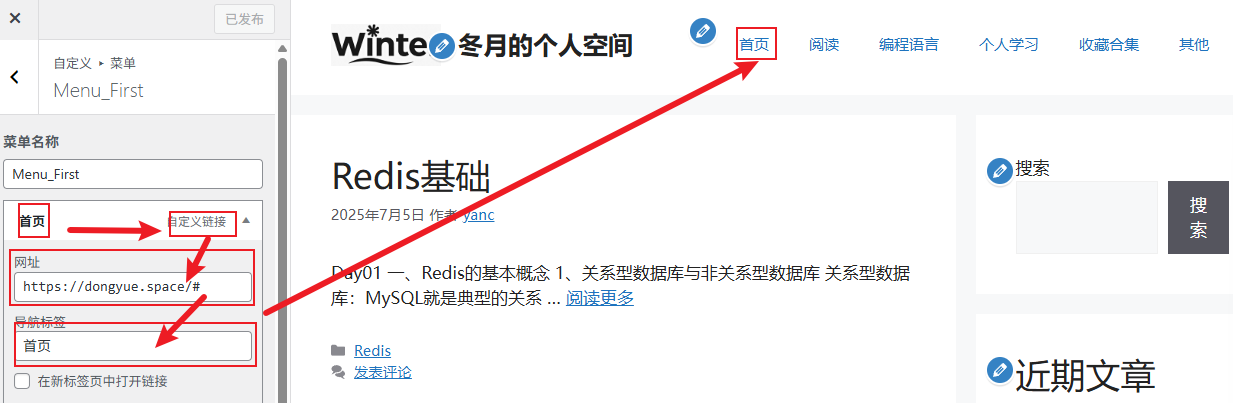 已发布
自定义 ▸ 菜单
Menu_First
菜单名称
Menu_First
首页
自定义链接
网址
https://dongyue.space/#
导航标签
首页
在新标签页中打开链接
Winte
冬月的个人空间
首页
阅读
编程语言
个人学习
收藏合集
其他
Redis基础
2025年7月5日 作者 yanc
Day01 一、Redis的基本概念 1、关系型数据库与非关系型数据库 关系型数据
库：MySQL就是典型的关系 ... 阅读更多
Redis
发表评论
搜索
搜
索
近期文章